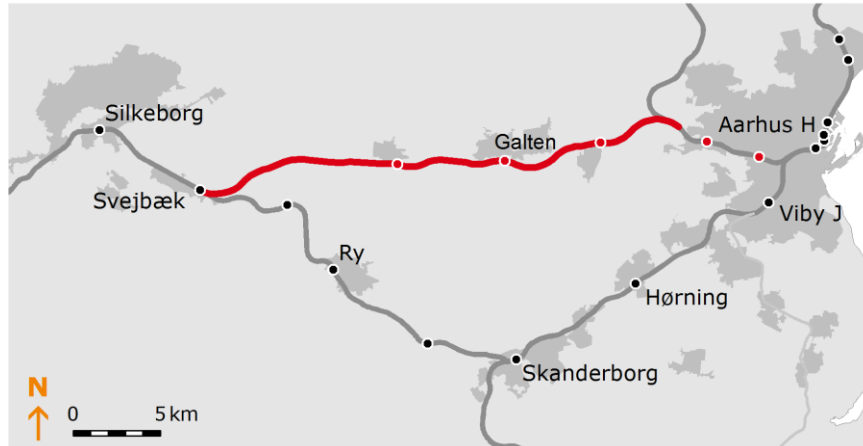 Silkeborg
Aarhus H
Galten
Svejbæk
Viby J
Ry
Hørning
Skanderborg
N
0 5 km